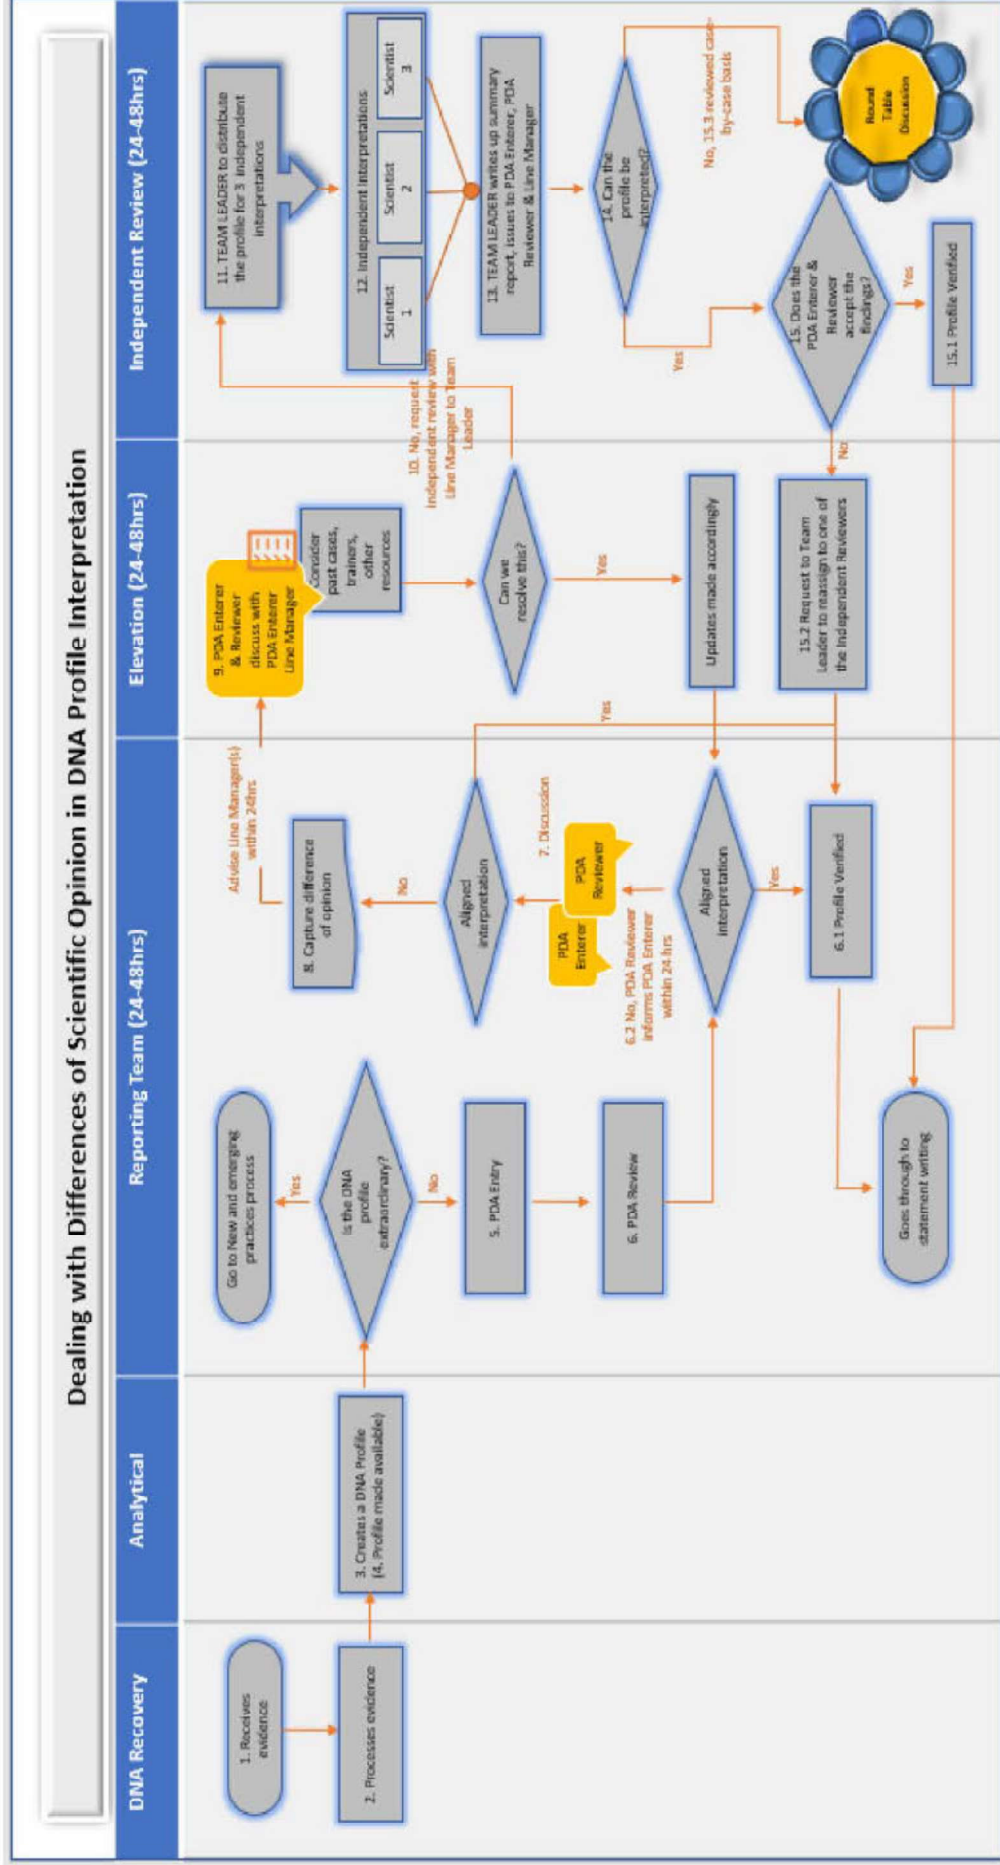 Dealing with Differences of Scientific Opinion in DNA Profile Interpretation
DNA Recovery
Analytical
Reporting Team (24-48hrs)
Elevation (24-48hrs)
Independent Review (24-48hrs)
1. Receives
evidence
2. Processes evidence
3. Creates a DNA Profile
(4. Profile made available)
Go to New and emerging
practices process
Yes
Is the DNA
profile
extraordinary?
No
5. PDA Entry
6. PDA Review
Aligned
interpretation
Yes
6.1 Profile Verified
Goes through to
statement writing
6.2 No, PDA Reviewer
informs PDA Enterer
within 24 hrs
PDA
Enterer
PDA
Reviewer
7. Discussion
Aligned
interpretation
Yes
No
8. Capture difference
of opinion
Advise Line Manager(s)
within 24hrs
9. PDA Enterer
& Reviewer
discuss with
PDA Enterer
Line Manager
Consider
past cases,
trainers,
other
resources
Can we
resolve this?
Yes
Updates made accordingly
10. No, request
independent review with
Line Manager to Team
Leader
11. TEAM LEADER to distribute
the profile for 3 independent
interpretations
12. Independent Interpretations
Scientist
1
Scientist
2
Scientist
3
13. TEAM LEADER writes up summary
report, issues to PDA Enterer, PDA
Reviewer & Line Manager
14. Can the
profile be
interpreted?
No, 15.3 reviewed case-
by-case basis
Round
Table
Discussion
Yes
15. Does the
PDA Enterer &
Reviewer
accept the
findings?
Yes
15.1 Profile Verified
No
15.2 Request to Team
Leader to reassign to one of
the Independent Reviewers